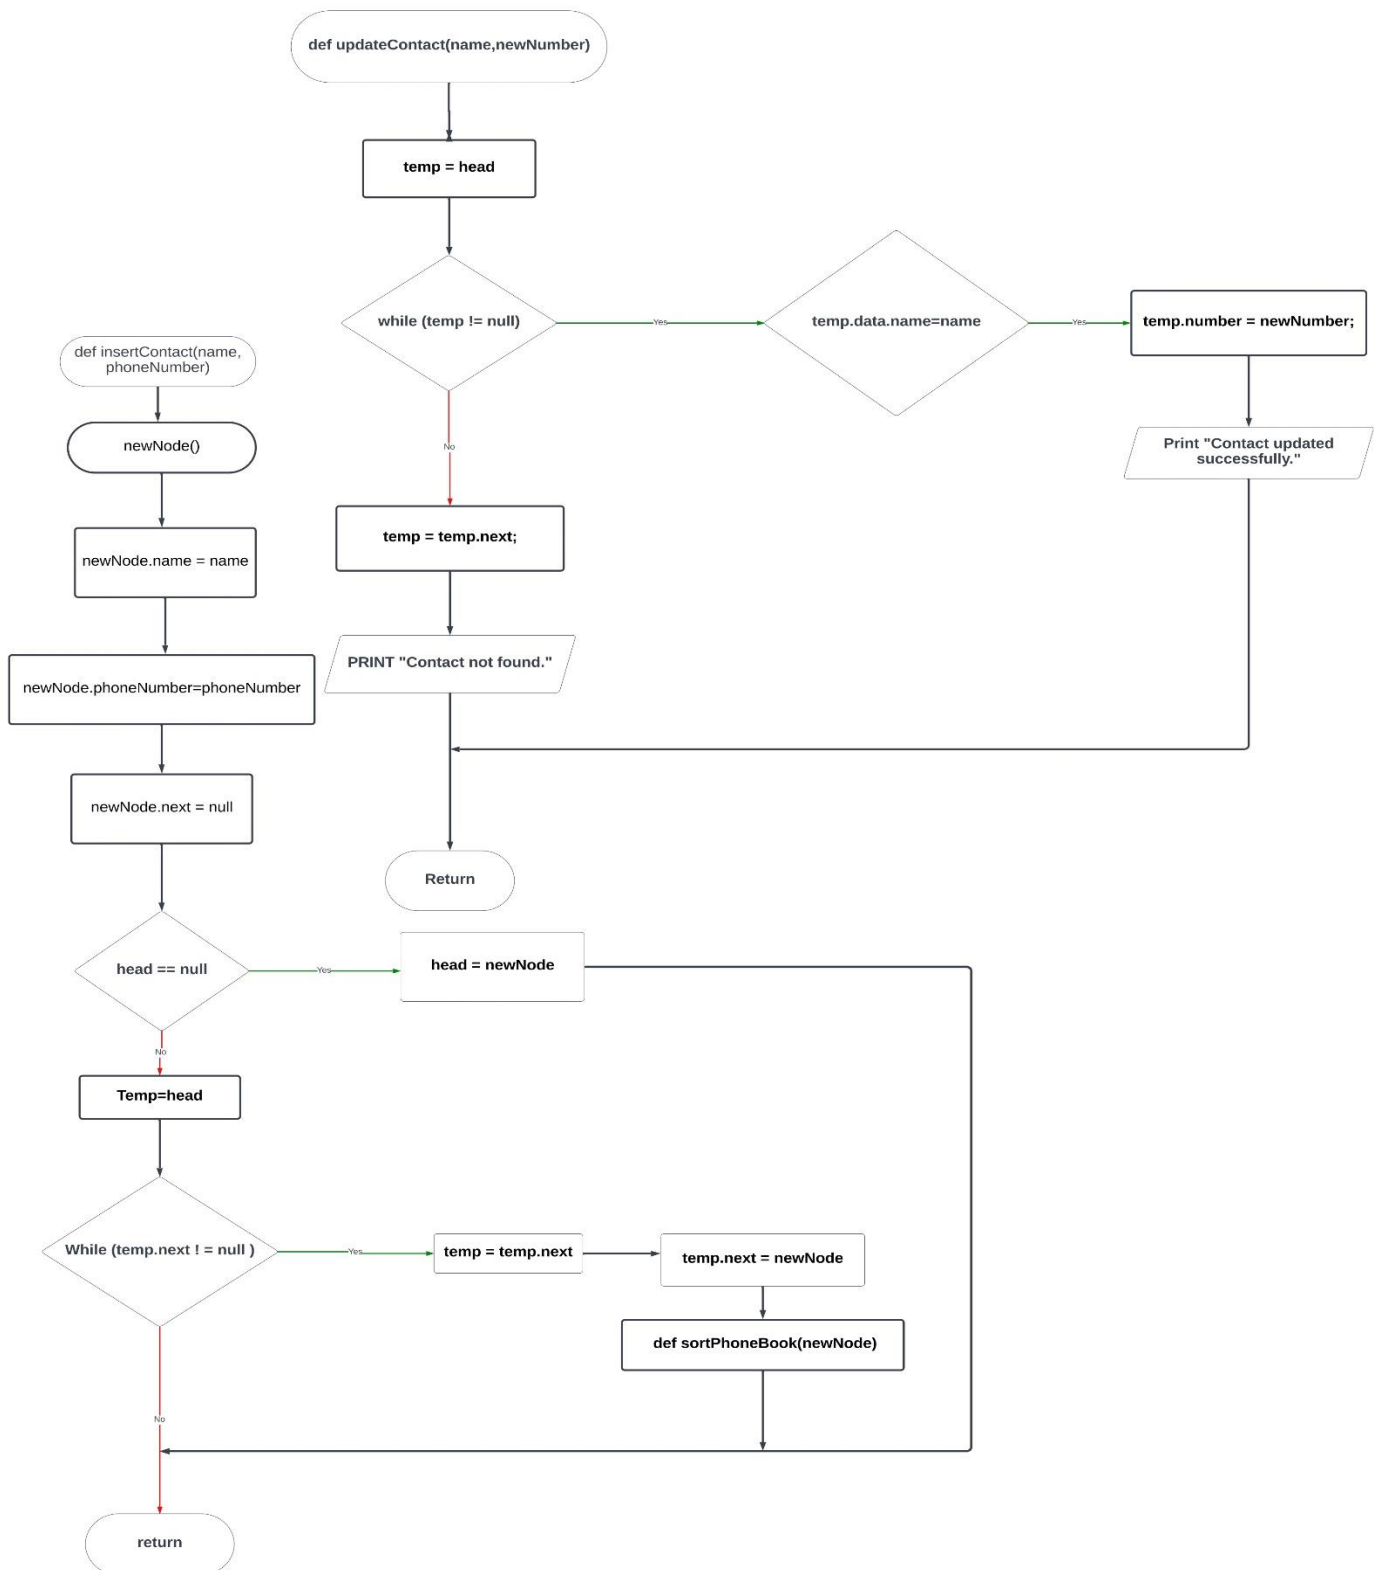 def updateContact(name,newNumber)
temp = head
while (temp != null)
Yes
temp.data.name=name
Yes
temp.number = newNumber;
Print "Contact updated
successfully."
No
temp = temp.next;
PRINT "Contact not found."
Return
def insertContact(name,
phoneNumber)
newNode()
newNode.name = name
newNode.phoneNumber=phoneNumber
newNode.next = null
head == null
Yes
head = newNode
No
Temp=head
While (temp.next ! = null )
Yes
temp = temp.next
temp.next = newNode
def sortPhoneBook(newNode)
No
return